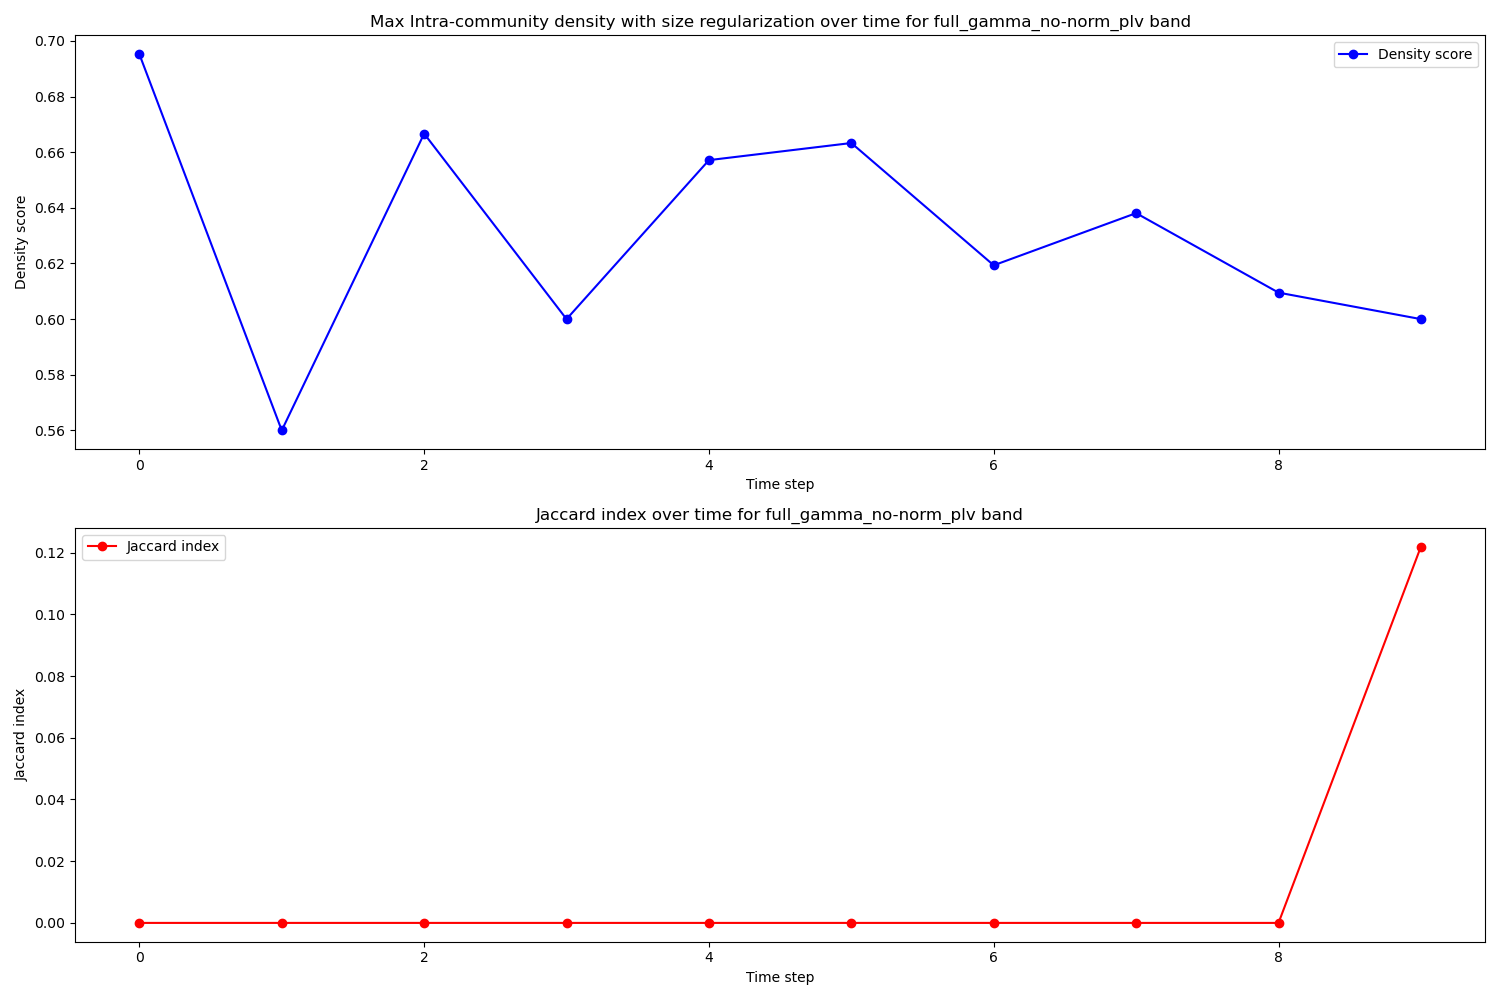 Max Intra-community density with size regularization over time for full_gamma_no-norm_plv band
Density score
0.70
0.68
0.66
0.64
0.62
0.60
0.58
0.56
Density score
0 2 4 6 8
Time step
Jaccard index over time for full_gamma_no-norm_plv band
Jaccard index
0.12
0.10
0.08
0.06
0.04
0.02
0.00
Jaccard index
0 2 4 6 8
Time step